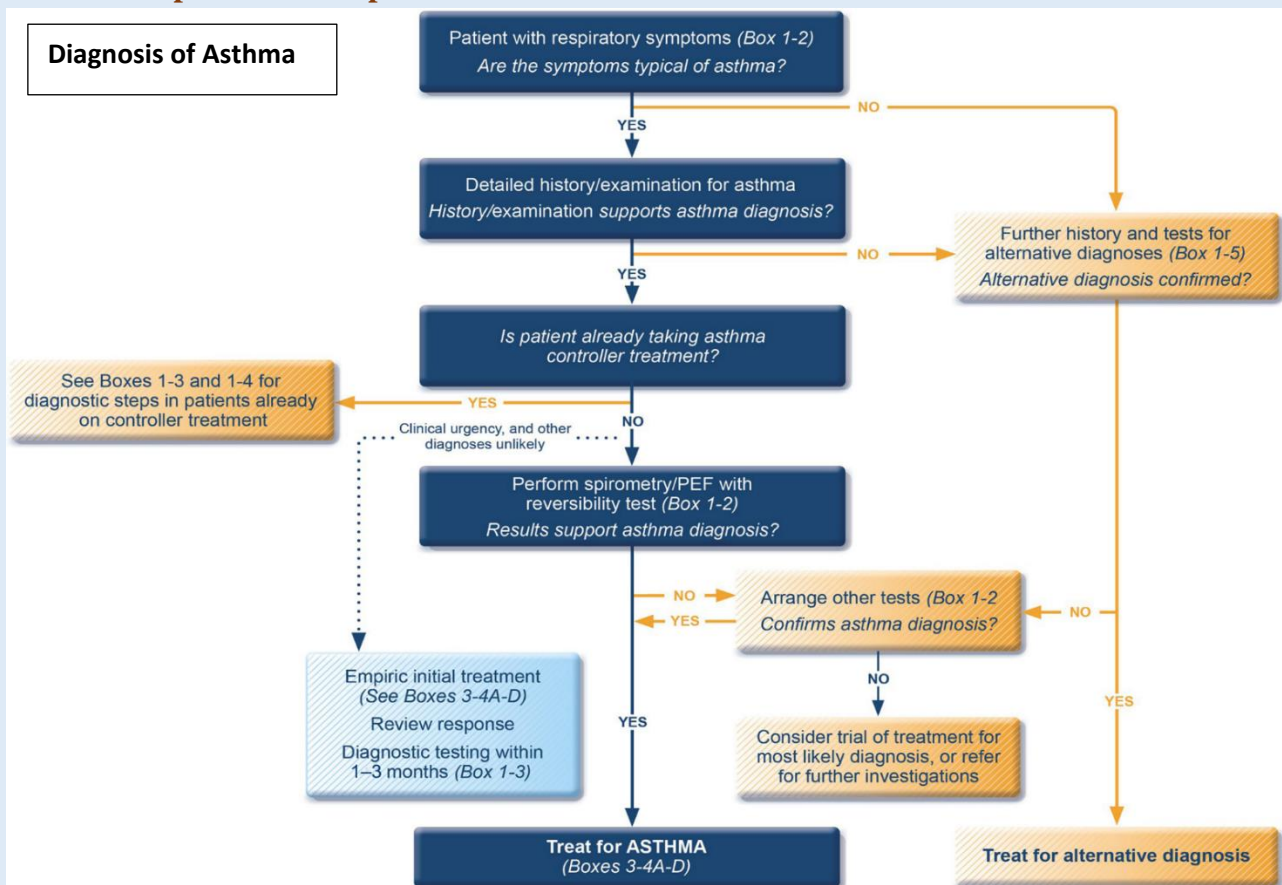 Diagnosis of Asthma
Patient with respiratory symptoms (Box 1-2)
Are the symptoms typical of asthma?
NO
YES
Detailed history/examination for asthma
History/examination supports asthma diagnosis?
NO
YES
Further history and tests for
alternative diagnoses (Box 1-5)
Alternative diagnosis confirmed?
Is patient already taking asthma
controller treatment?
See Boxes 1-3 and 1-4 for
diagnostic steps in patients already
on controller treatment
YES
NO
Clinical urgency, and other
diagnoses unlikely
Perform spirometry/PEF with
reversibility test (Box 1-2)
Results support asthma diagnosis?
NO
YES
Arrange other tests (Box 1-2
Confirms asthma diagnosis?
NO
NO
YES
YES
Empiric initial treatment
(See Boxes 3-4A-D)
Review response
Diagnostic testing within
1–3 months (Box 1-3)
Consider trial of treatment for
most likely diagnosis, or refer
for further investigations
Treat for ASTHMA
(Boxes 3-4A-D)
Treat for alternative diagnosis